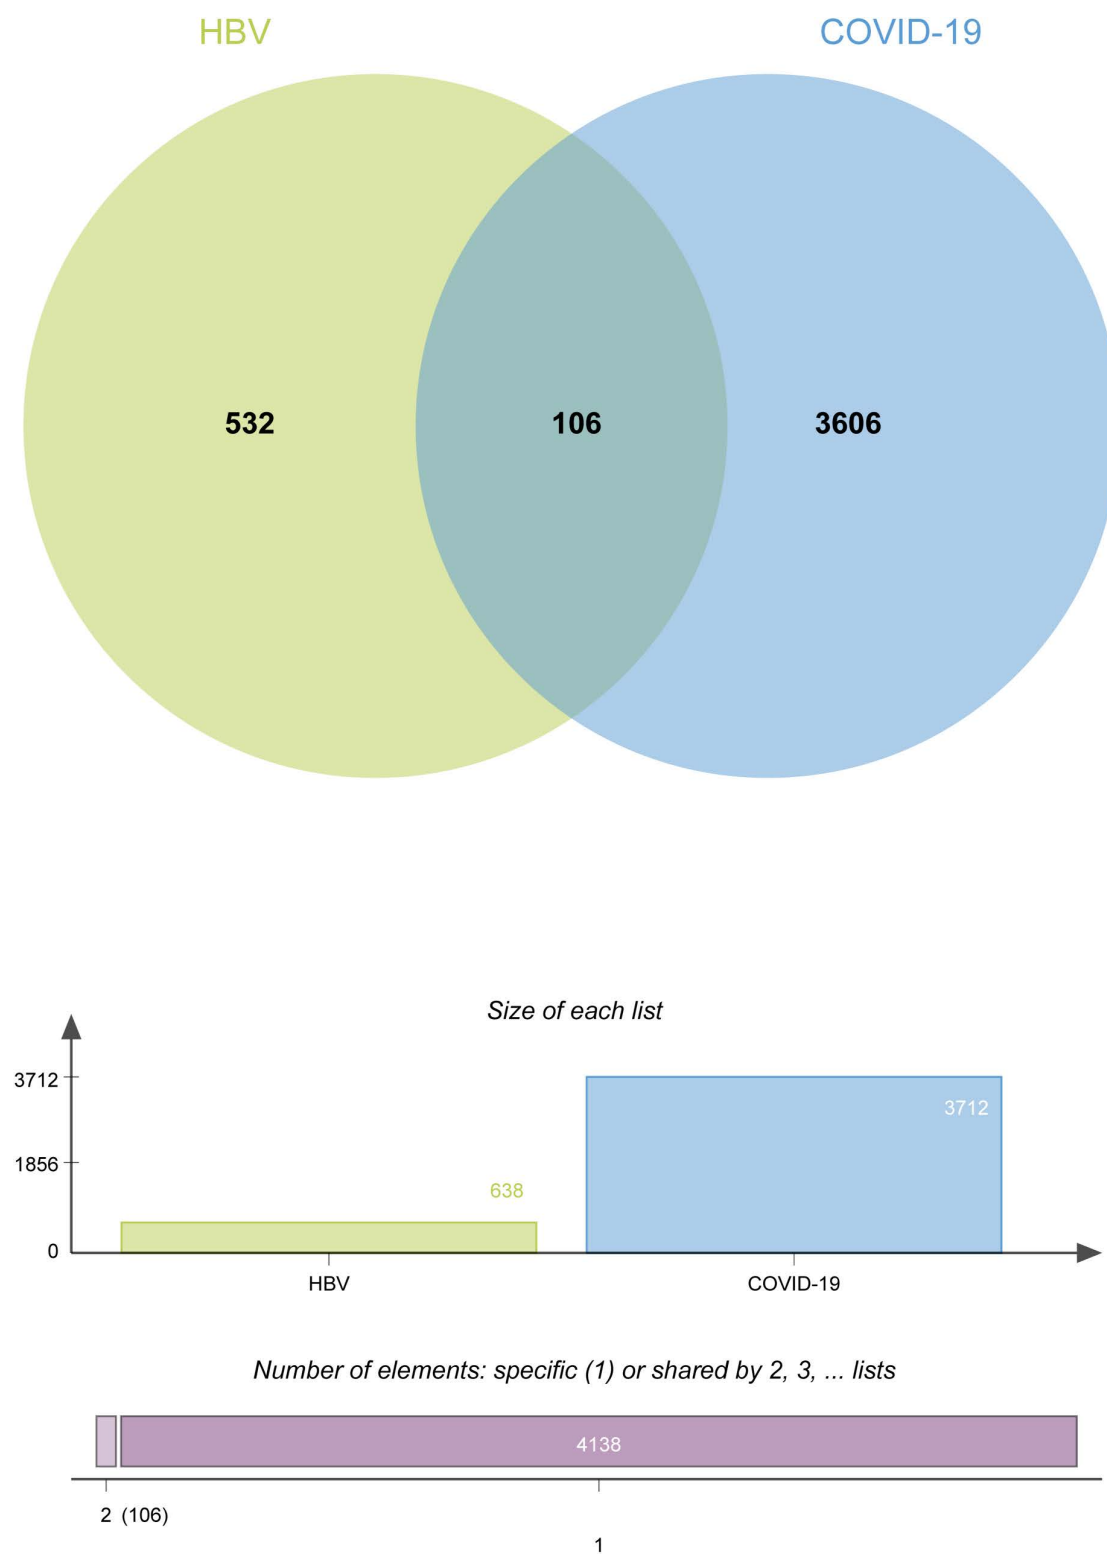 HBV COVID-19
532 106 3606
Size of each list
3712
3712
1856
638
0
HBV COVID-19
Number of elements: specific (1) or shared by 2, 3, ... lists
4138
2 (106)
1